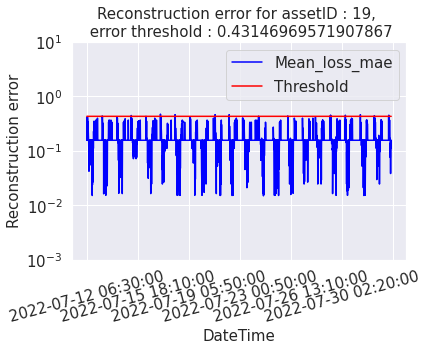 Reconstruction error for assetID : 19,
error threshold : 0.43146969571907867
Reconstruction error
10^1
10^0
10^-1
10^-2
10^-3
Mean_loss_mae
Threshold
2022-07-12 06:30:00
2022-07-15 18:10:00
2022-07-19 05:50:00
2022-07-23 00:50:00
2022-07-26 13:10:00
2022-07-30 02:20:00
DateTime